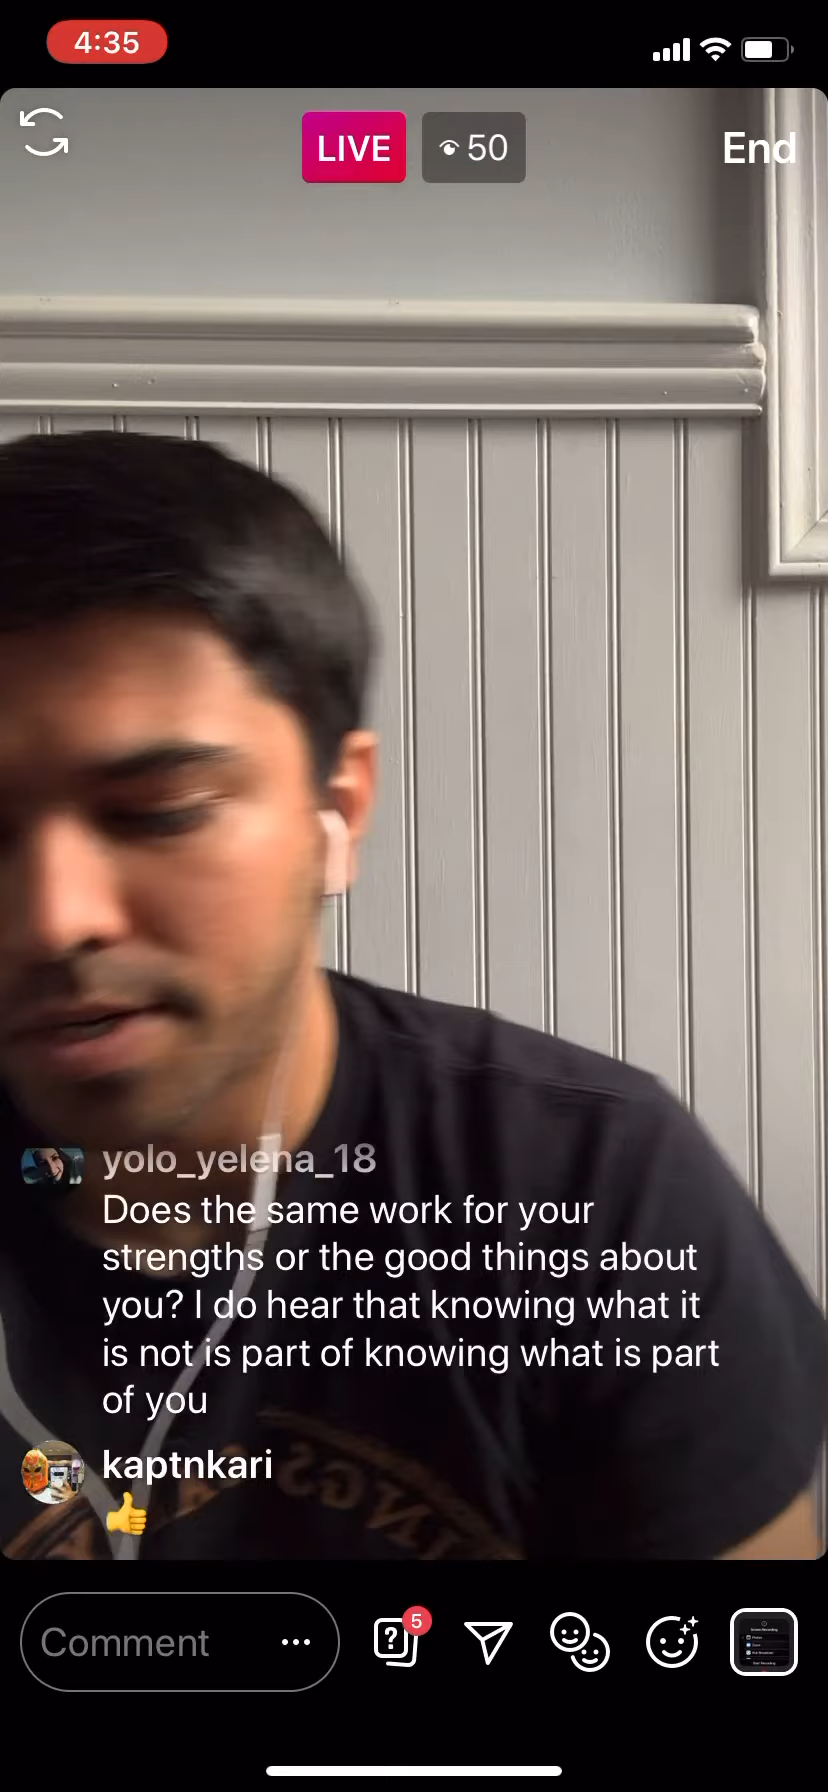 4:35
LIVE
50
End
yolo_yelena_18
Does the same work for your
strengths or the good things about
you? I do hear that knowing what it
is not is part of knowing what is part
of you
kaptnkari
👍
Comment
5